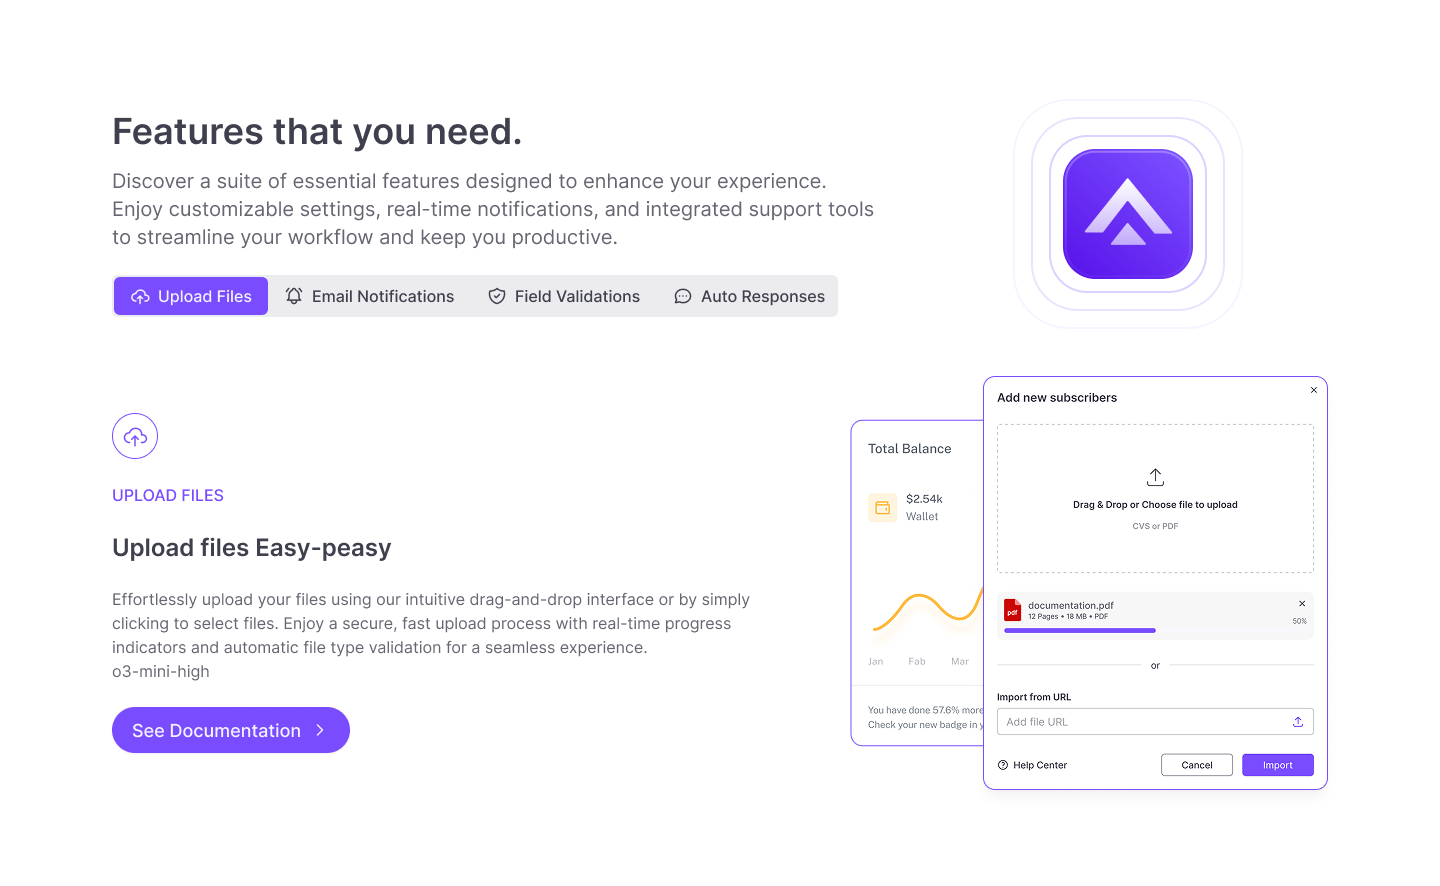 Features that you need.
Discover a suite of essential features designed to enhance your experience.
Enjoy customizable settings, real-time notifications, and integrated support tools
to streamline your workflow and keep you productive.
Upload Files
Email Notifications
Field Validations
Auto Responses
UPLOAD FILES
Upload files Easy-peasy
Effortlessly upload your files using our intuitive drag-and-drop interface or by simply
clicking to select files. Enjoy a secure, fast upload process with real-time progress
indicators and automatic file type validation for a seamless experience.
o3-mini-high
See Documentation
Total Balance
$2.54k
Wallet
Jan Fab Mar
You have done 57.6% more
Check your new badge in y
Add new subscribers
Drag & Drop or Choose file to upload
CVS or PDF
pdf
documentation.pdf
12 Pages • 18 MB • PDF
50%
or
Import from URL
Add file URL
Help Center
Cancel
Import